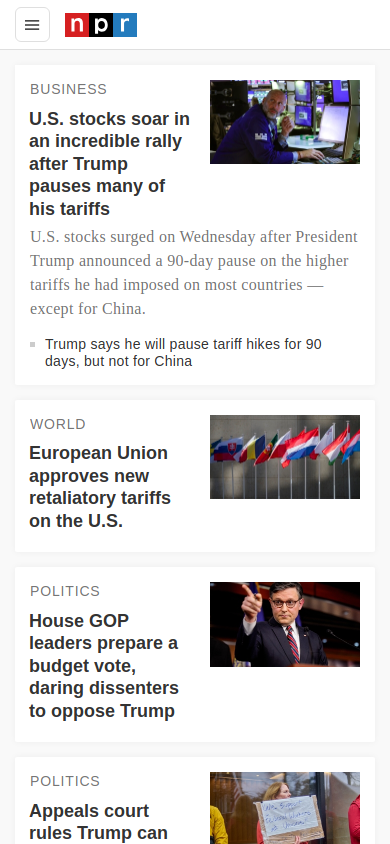 npr
BUSINESS
U.S. stocks soar in
an incredible rally
after Trump
pauses many of
his tariffs
U.S. stocks surged on Wednesday after President
Trump announced a 90-day pause on the higher
tariffs he had imposed on most countries —
except for China.
Trump says he will pause tariff hikes for 90
days, but not for China
WORLD
European Union
approves new
retaliatory tariffs
on the U.S.
POLITICS
House GOP
leaders prepare a
budget vote,
daring dissenters
to oppose Trump
POLITICS
Appeals court
rules Trump can